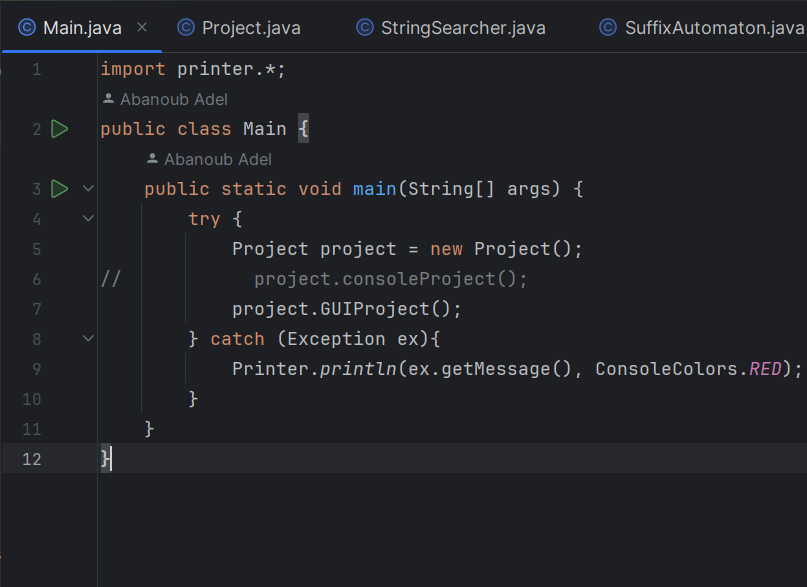 Main.java Project.java StringSearcher.java SuffixAutomaton.java
1 import printer.*;
Abanoub Adel
2 public class Main {
Abanoub Adel
3 public static void main(String[] args) {
4 try {
5 Project project = new Project();
6 // project.consoleProject();
7 project.GUIProject();
8 } catch (Exception ex){
9 Printer.println(ex.getMessage(), ConsoleColors.RED);
10 }
11 }
12 }